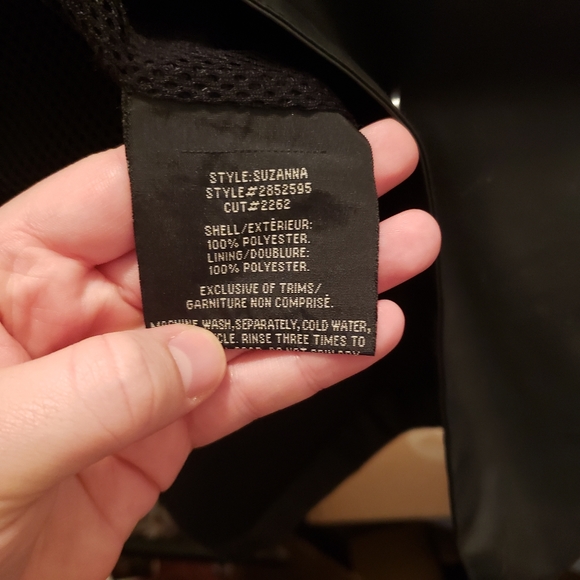 STYLE:SUZANNA
STYLE#2852595
CUT#2262
SHELL/EXTÈRIEUR:
100% POLYESTER.
LINING/DOUBLURE:
100% POLYESTER.
EXCLUSIVE OF TRIMS/
GARNITURE NON COMPRISÉ.
MACHINE WASH,SEPARATELY, COLD WATER,
RINSE THREE TIMES TO